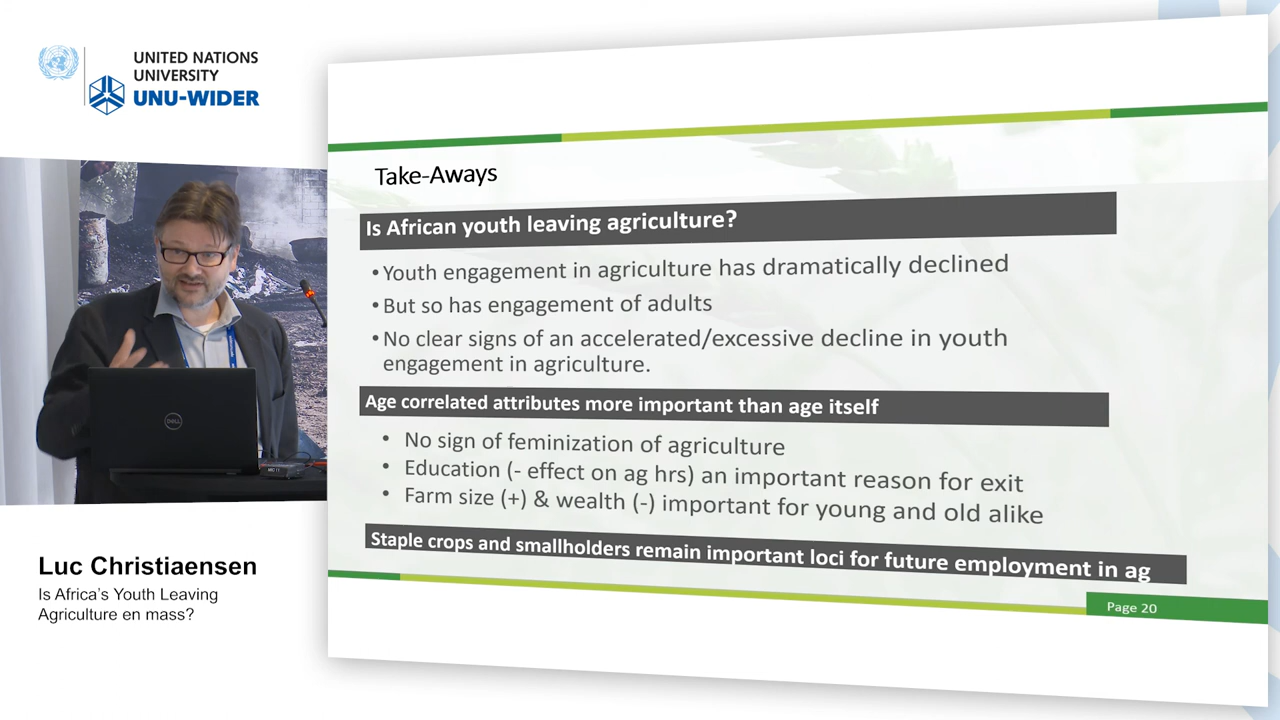 UNITED NATIONS
UNIVERSITY
UNU-WIDER
Take-Aways
Is African youth leaving agriculture?
•Youth engagement in agriculture has dramatically declined
•But so has engagement of adults
•No clear signs of an accelerated/excessive decline in youth
engagement in agriculture.
Age correlated attributes more important than age itself
• No sign of feminization of agriculture
• Education (- effect on ag hrs) an important reason for exit
• Farm size (+) & wealth (-) important for young and old alike
Staple crops and smallholders remain important loci for future employment in ag
Page 20
DELL
Luc Christiaensen
Is Africa's Youth Leaving
Agriculture en mass?